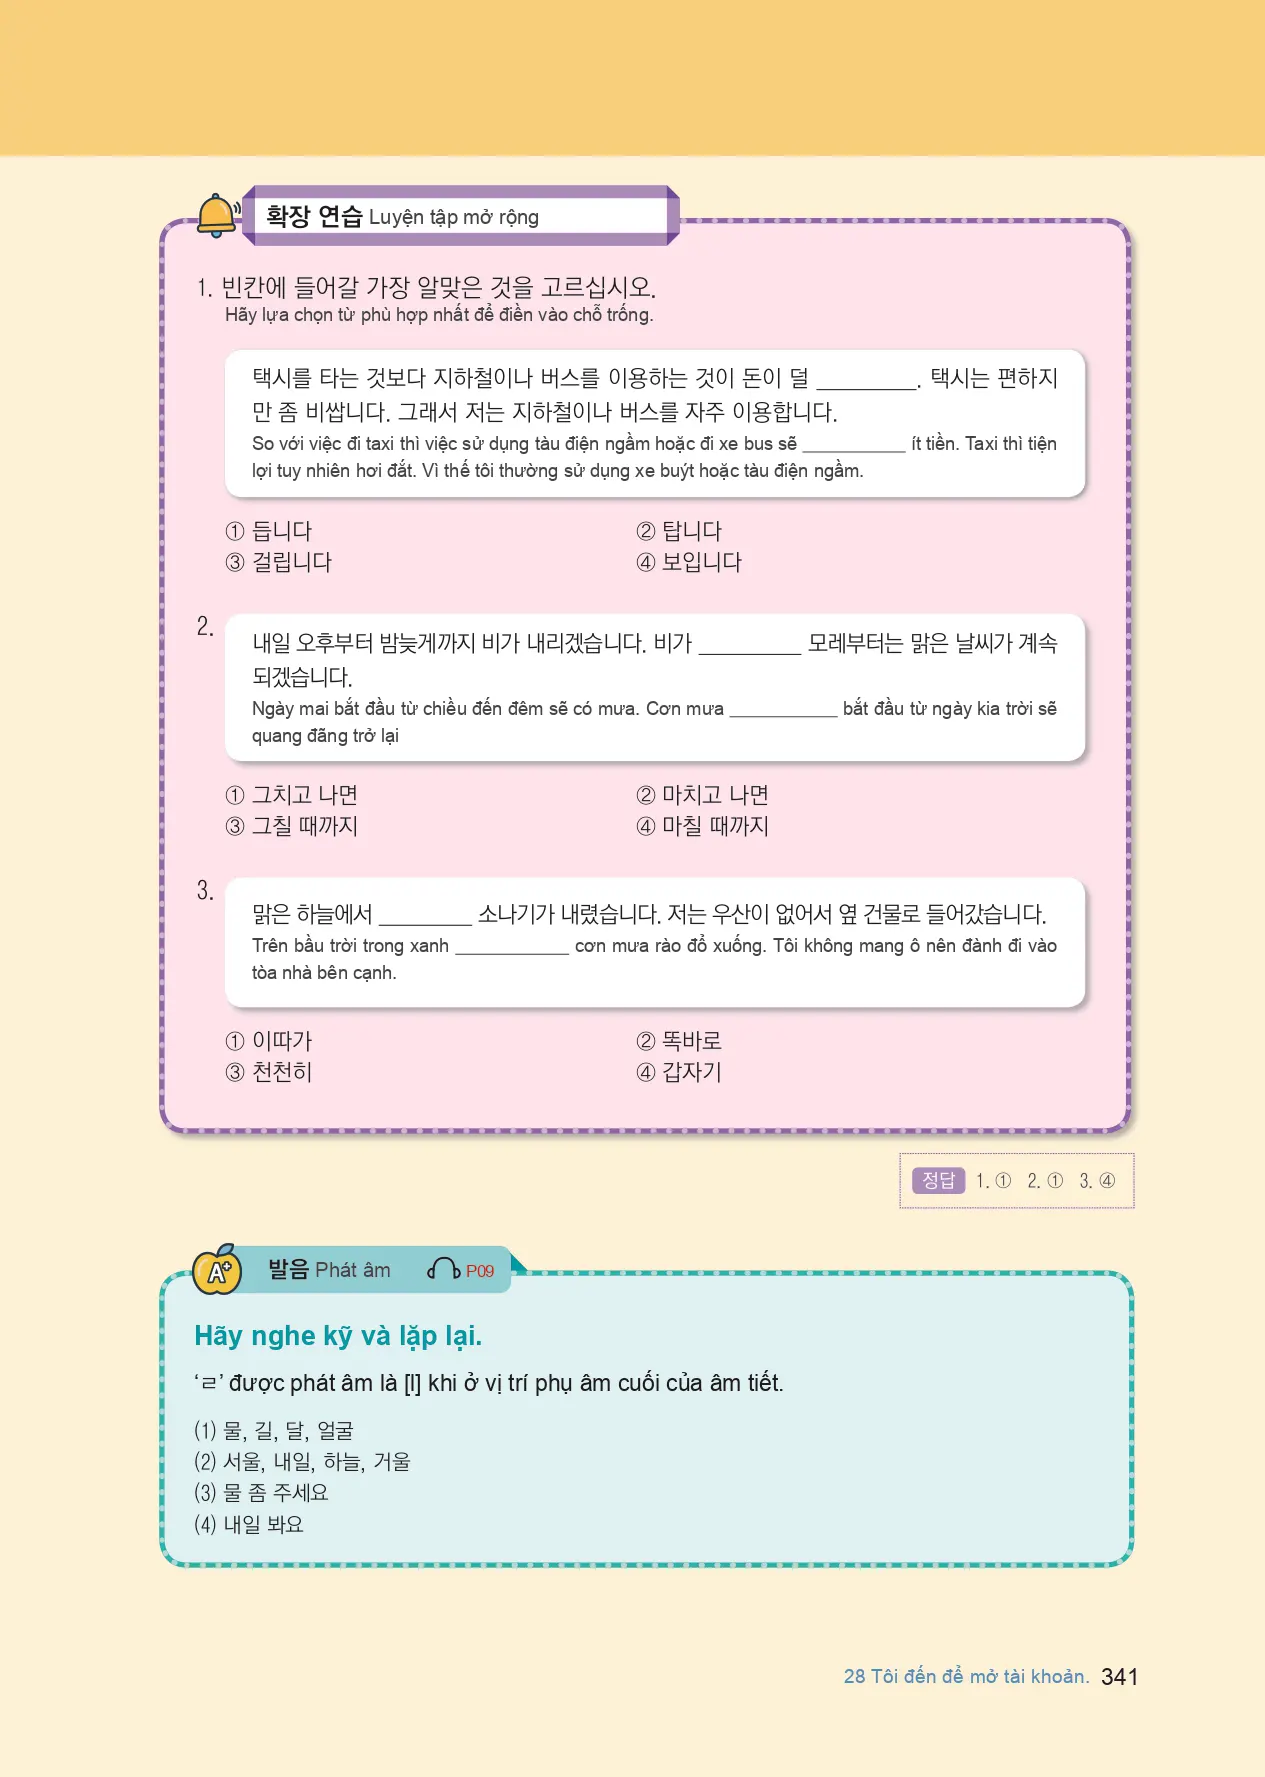 확장 연습 Luyện tập mở rộng
1. 빈칸에 들어갈 가장 알맞은 것을 고르십시오.
Hãy lựa chọn từ phù hợp nhất để điền vào chỗ trống.
택시를 타는 것보다 지하철이나 버스를 이용하는 것이 돈이 덜 ________. 택시는 편하지
만 좀 비쌉니다. 그래서 저는 지하철이나 버스를 자주 이용합니다.
So với việc đi taxi thì việc sử dụng tàu điện ngầm hoặc đi xe bus sẽ __________ ít tiền. Taxi thì tiện
lợi tuy nhiên hơi đắt. Vì thế tôi thường sử dụng xe buýt hoặc tàu điện ngầm.
① 듭니다 ② 탑니다
③ 걸립니다 ④ 보입니다
2.
내일 오후부터 밤늦게까지 비가 내리겠습니다. 비가 ________ 모레부터는 맑은 날씨가 계속
되겠습니다.
Ngày mai bắt đầu từ chiều đến đêm sẽ có mưa. Cơn mưa __________ bắt đầu từ ngày kia trời sẽ
quang đãng trở lại
① 그치고 나면 ② 마치고 나면
③ 그칠 때까지 ④ 마칠 때까지
3.
맑은 하늘에서 ________ 소나기가 내렸습니다. 저는 우산이 없어서 옆 건물로 들어갔습니다.
Trên bầu trời trong xanh __________ cơn mưa rào đổ xuống. Tôi không mang ô nên đành đi vào
tòa nhà bên cạnh.
① 이따가 ② 똑바로
③ 천천히 ④ 갑자기
정답 1. ① 2. ① 3. ④
A+ 발음 Phát âm P09
Hãy nghe kỹ và lặp lại.
‘ㄹ’ được phát âm là [l] khi ở vị trí phụ âm cuối của âm tiết.
(1) 물, 길, 달, 얼굴
(2) 서울, 내일, 하늘, 거울
(3) 물 좀 주세요
(4) 내일 봐요
28 Tôi đến để mở tài khoản. 341